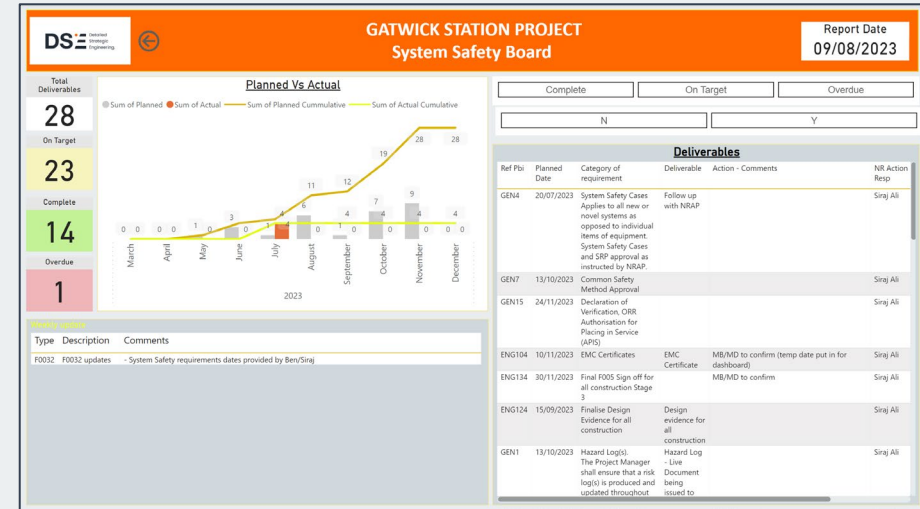 DSE Detailed Strategic Engineering.
GATWICK STATION PROJECT
System Safety Board
Report Date
09/08/2023
Total Deliverables
28
On Target
23
Complete
14
Overdue
1
Planned Vs Actual
Sum of Planned Sum of Actual Sum of Planned Commulative Sum of Actual Cumulative
28 28
19
12
11
9
7
6
4 4 4 4 4 4
3
1 1 4 1
0 0 0 0 0 0 0 0 0 0 0 0
March April May June July August September October November December
2023
Complete On Target Overdue
N Y
Weekly update
Type Description Comments
F0032 F0032 updates - System Safety requirements dates provided by Ben/Siraj
Deliverables
Ref Pbi Planned Date Category of requirement Deliverable Action - Comments NR Action Resp
GEN4 20/07/2023 System Safety Cases Follow up Siraj Ali
Applies to all new or with NRAP
novel systems as
opposed to individual
items of equipment.
System Safety Cases
and SRP approval as
instructed by NRAP.
GEN7 13/10/2023 Common Safety Siraj Ali
Method Approval
GEN15 24/11/2023 Declaration of Siraj Ali
Verification, ORR
Authorisation for
Placing in Service
(APIS)
ENG104 10/11/2023 EMC Certificates EMC MB/MD to confirm (temp date put in for Siraj Ali
Certificate dashboard)
ENG134 30/11/2023 Final F005 Sign off for MB/MD to confirm Siraj Ali
all construction Stage
3
ENG124 15/09/2023 Finalise Design Design Siraj Ali
Evidence for all evidence for
construction all
construction
GEN1 13/10/2023 Hazard Log(s). Hazard Log Siraj Ali
The Project Manager - Live
shall ensure that a risk Document
log(s) is produced and being
updated throughout issued to